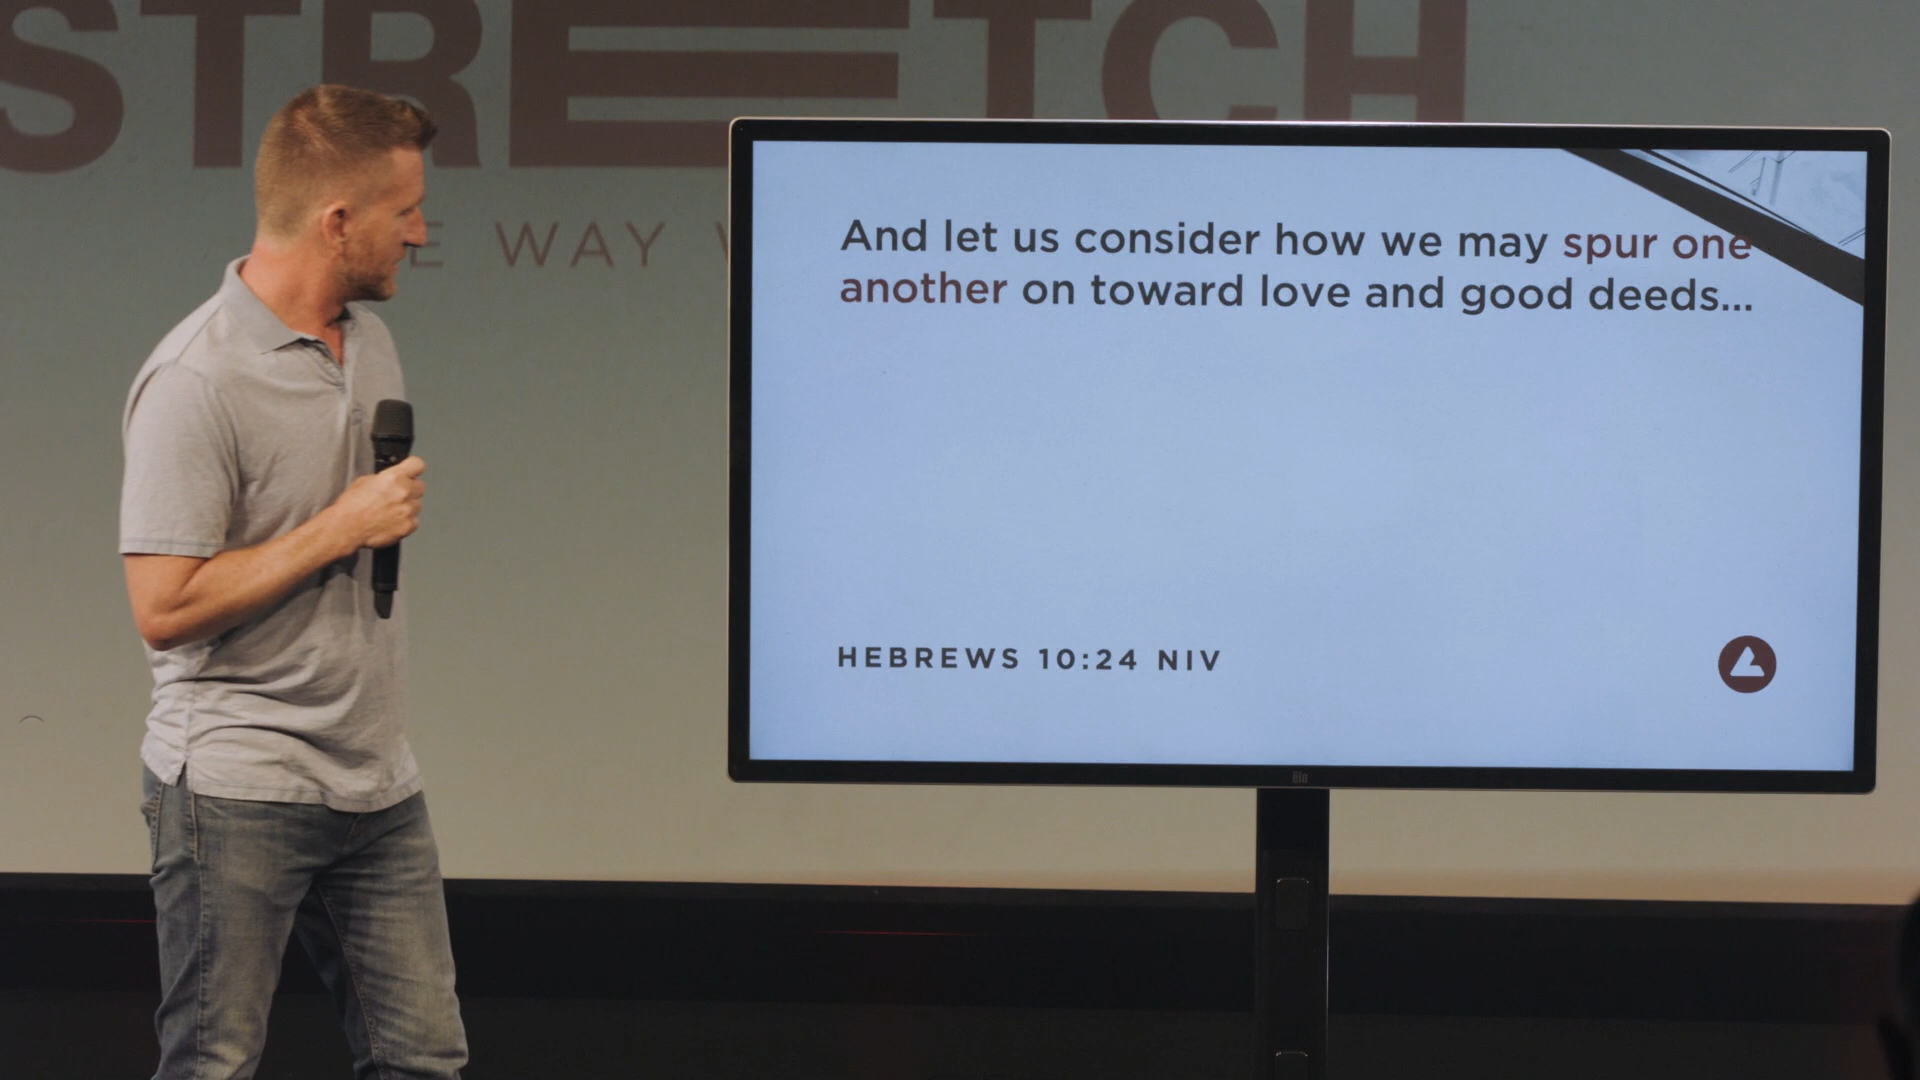 STRETCH
WAY
And let us consider how we may spur one
another on toward love and good deeds...
HEBREWS 10:24 NIV
elo